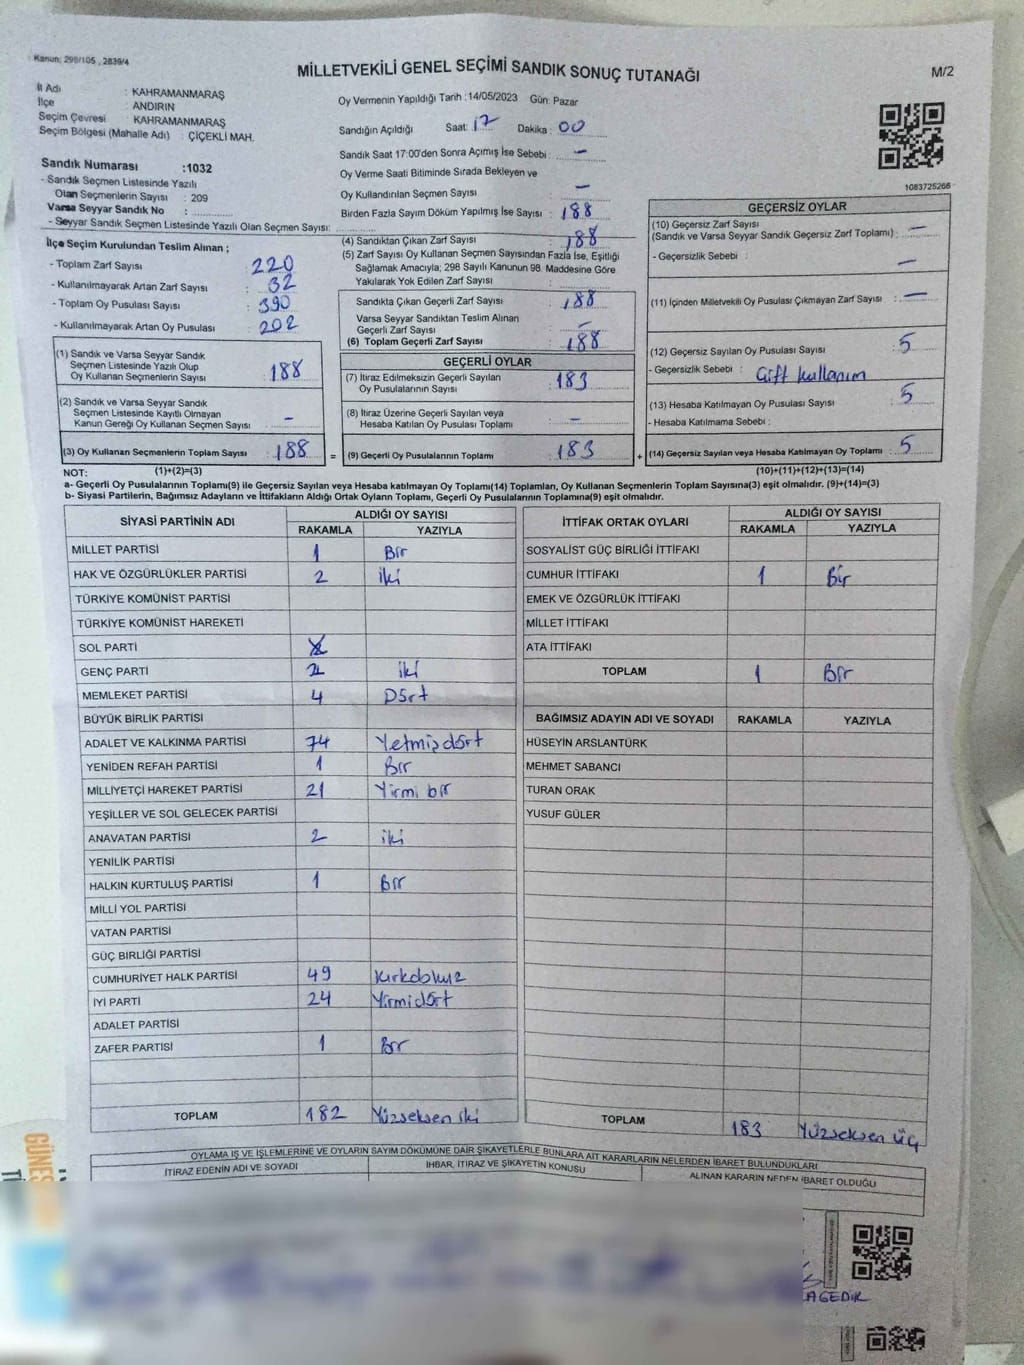 Kanun: 298/105 , 2839/4
MİLLETVEKİLİ GENEL SEÇİMİ SANDIK SONUÇ TUTANAĞI
M/2
İl Adı : KAHRAMANMARAŞ
İlçe : ANDIRIN
Seçim Çevresi : KAHRAMANMARAŞ
Seçim Bölgesi (Mahalle Adı) : ÇİÇEKLİ MAH.
Sandık Numarası :1032
- Sandık Seçmen Listesinde Yazılı
Olan Seçmenlerin Sayısı : 209
Varsa Seyyar Sandık No :
- Seyyar Sandık Seçmen Listesinde Yazılı Olan Seçmen Sayısı:
İlçe Seçim Kurulundan Teslim Alınan ;
- Toplam Zarf Sayısı : 220
- Kullanılmayarak Artan Zarf Sayısı : 32
- Toplam Oy Pusulası Sayısı : 390
- Kullanılmayarak Artan Oy Pusulası : 202
Oy Vermenin Yapıldığı Tarih :14/05/2023 Gün: Pazar
Sandığın Açıldığı Saat: 17 Dakika: 00
Sandık Saat 17:00'den Sonra Açımış İse Sebebi : –
Oy Verme Saati Bitiminde Sırada Bekleyen ve
Oy Kullandırılan Seçmen Sayısı –
Birden Fazla Sayım Döküm Yapılmış İse Sayısı : 188
(4) Sandıktan Çıkan Zarf Sayısı : 188
(5) Zarf Sayısı Oy Kullanan Seçmen Sayısından Fazla İse, Eşitliği
Sağlamak Amacıyla; 298 Sayılı Kanunun 98. Maddesine Göre
Yakılarak Yok Edilen Zarf Sayısı :
Sandıkta Çıkan Geçerli Zarf Sayısı : 188
Varsa Seyyar Sandıktan Teslim Alınan
Geçerli Zarf Sayısı : –
(6) Toplam Geçerli Zarf Sayısı : 188
1083725266
GEÇERSİZ OYLAR
(10) Geçersiz Zarf Sayısı
(Sandık ve Varsa Seyyar Sandık Geçersiz Zarf Toplamı) : –
- Geçersizlik Sebebi : –
(11) İçinden Milletvekili Oy Pusulası Çıkmayan Zarf Sayısı : –
(12) Geçersiz Sayılan Oy Pusulası Sayısı 5
- Geçersizlik Sebebi : Çift kullanım
(13) Hesaba Katılmayan Oy Pusulası Sayısı : 5
- Hesaba Katılmama Sebebi :
(14) Geçersiz Sayılan veya Hesaba Katılmayan Oy Toplamı : 5
(1) Sandık ve Varsa Seyyar Sandık
Seçmen Listesinde Yazılı Olup
Oy Kullanan Seçmenlerin Sayısı : 188
(2) Sandık ve Varsa Seyyar Sandık
Seçmen Listesinde Kayıtlı Olmayan
Kanun Gereği Oy Kullanan Seçmen Sayısı : –
(3) Oy Kullanan Seçmenlerin Toplam Sayısı : 188 =
GEÇERLİ OYLAR
(7) İtiraz Edilmeksizin Geçerli Sayılan
Oy Pusulalarının Sayısı : 183
(8) İtiraz Üzerine Geçerli Sayılan veya
Hesaba Katılan Oy Pusulası Toplamı : –
(9) Geçerli Oy Pusulalarının Toplamı : 183 +
NOT: (1)+(2)=(3) (10)+(11)+(12)+(13)=(14)
a- Geçerli Oy Pusulalarının Toplamı(9) ile Geçersiz Sayılan veya Hesaba katılmayan Oy Toplamı(14) Toplamları, Oy Kullanan Seçmenlerin Toplam Sayısına(3) eşit olmalıdır. (9)+(14)=(3)
b- Siyasi Partilerin, Bağımsız Adayların ve İttifakların Aldığı Ortak Oyların Toplamı, Geçerli Oy Pusulalarının Toplamına(9) eşit olmalıdır.
SİYASİ PARTİNİN ADI ALDIĞI OY SAYISI
RAKAMLA YAZIYLA
MİLLET PARTİSİ 1 Bir
HAK VE ÖZGÜRLÜKLER PARTİSİ 2 iki
TÜRKİYE KOMÜNİST PARTİSİ
TÜRKİYE KOMÜNİST HAREKETİ
SOL PARTİ
GENÇ PARTİ 2 iki
MEMLEKET PARTİSİ 4 Dört
BÜYÜK BİRLİK PARTİSİ
ADALET VE KALKINMA PARTİSİ 74 Yetmişdört
YENİDEN REFAH PARTİSİ 1 Bir
MİLLİYETÇİ HAREKET PARTİSİ 21 Yirmi bir
YEŞİLLER VE SOL GELECEK PARTİSİ
ANAVATAN PARTİSİ 2 iki
YENİLİK PARTİSİ
HALKIN KURTULUŞ PARTİSİ 1 Bir
MİLLİ YOL PARTİSİ
VATAN PARTİSİ
GÜÇ BİRLİĞİ PARTİSİ
CUMHURİYET HALK PARTİSİ 49 Kırkdokuz
İYİ PARTİ 24 Yirmidört
ADALET PARTİSİ
ZAFER PARTİSİ 1 Bir
TOPLAM 182 Yüzseksen iki
İTTİFAK ORTAK OYLARI ALDIĞI OY SAYISI
RAKAMLA YAZIYLA
SOSYALİST GÜÇ BİRLİĞİ İTTİFAKI
CUMHUR İTTİFAKI 1 Bir
EMEK VE ÖZGÜRLÜK İTTİFAKI
MİLLET İTTİFAKI
ATA İTTİFAKI
TOPLAM 1 Bir
BAĞIMSIZ ADAYIN ADI VE SOYADI RAKAMLA YAZIYLA
HÜSEYİN ARSLANTÜRK
MEHMET SABANCI
TURAN ORAK
YUSUF GÜLER
TOPLAM 183 Yüzseksen üç
OYLAMA İŞ VE İŞLEMLERİNE VE OYLARIN SAYIM DÖKÜMÜNE DAİR ŞİKAYETLERLE BUNLARA AİT KARARLARIN NELERDEN İBARET BULUNDUKLARI
İTİRAZ EDENİN ADI VE SOYADI İHBAR, İTİRAZ VE ŞİKAYETİN KONUSU ALINAN KARARIN NEDEN İBARET OLDUĞU
AGEDİK
GÜNEŞ